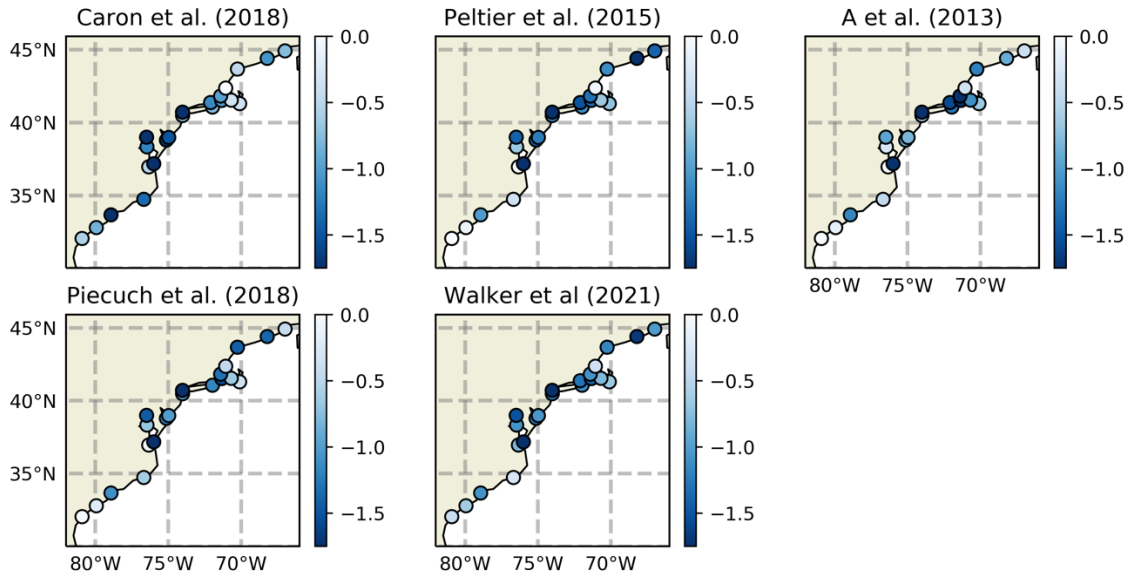 Caron et al. (2018)
45°N
40°N
35°N
0.0
−0.5
−1.0
−1.5
Peltier et al. (2015)
0.0
−0.5
−1.0
−1.5
A et al. (2013)
0.0
−0.5
−1.0
−1.5
80°W 75°W 70°W
Piecuch et al. (2018)
45°N
40°N
35°N
80°W 75°W 70°W
0.0
−0.5
−1.0
−1.5
Walker et al (2021)
80°W 75°W 70°W
0.0
−0.5
−1.0
−1.5